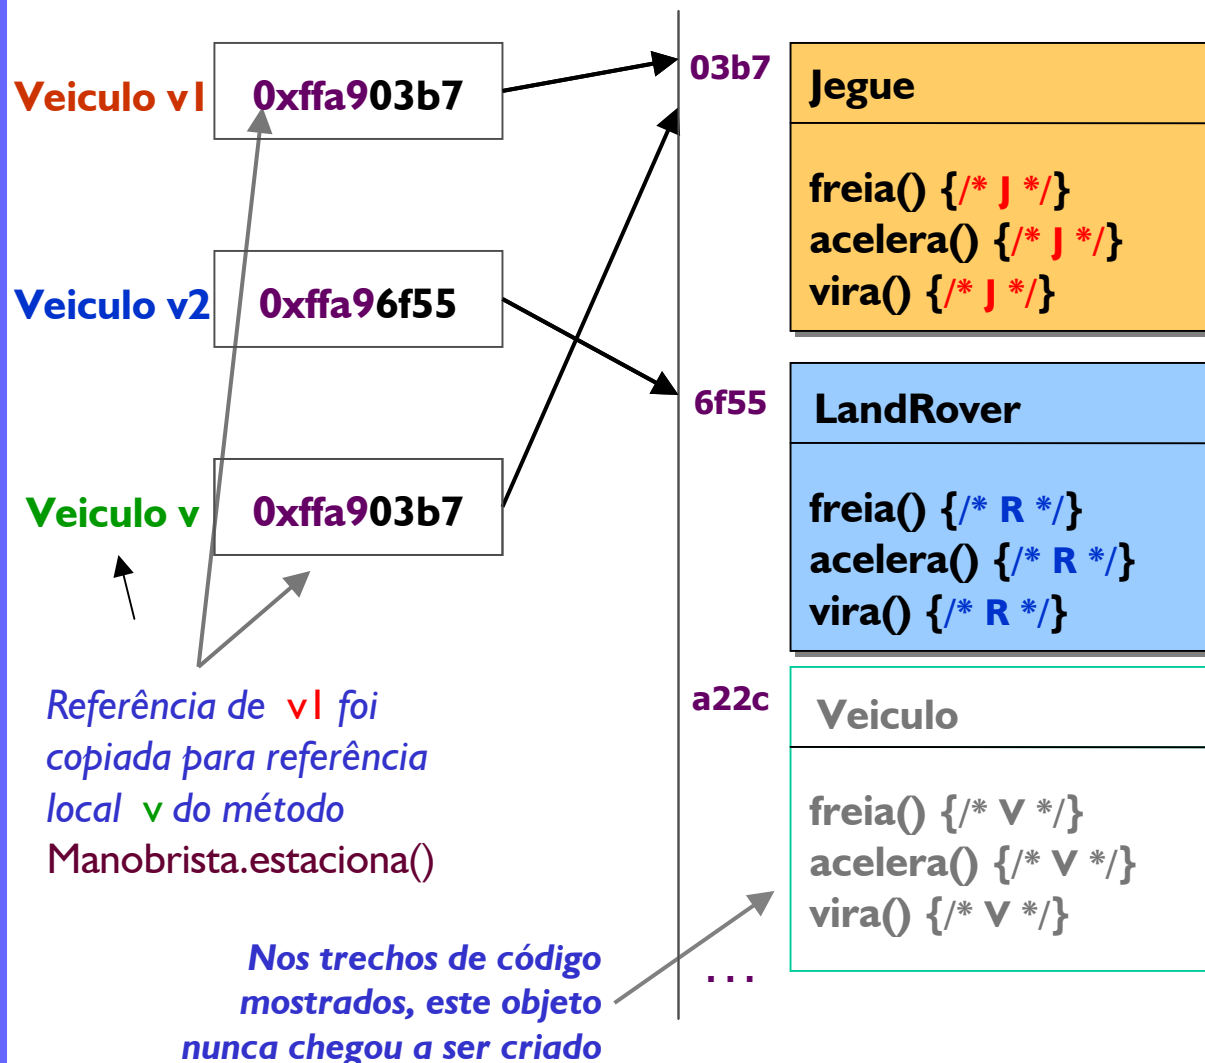 Veiculo v1
0xffa903b7
Veiculo v2
0xffa96f55
Veiculo v
0xffa903b7
Referência de v1 foi
copiada para referência
local v do método
Manobrista.estaciona()
03b7
Jegue
freia() {/* J */}
acelera() {/* J */}
vira() {/* J */}
6f55
LandRover
freia() {/* R */}
acelera() {/* R */}
vira() {/* R */}
a22c
Veiculo
freia() {/* V */}
acelera() {/* V */}
vira() {/* V */}
. . .
Nos trechos de código
mostrados, este objeto
nunca chegou a ser criado